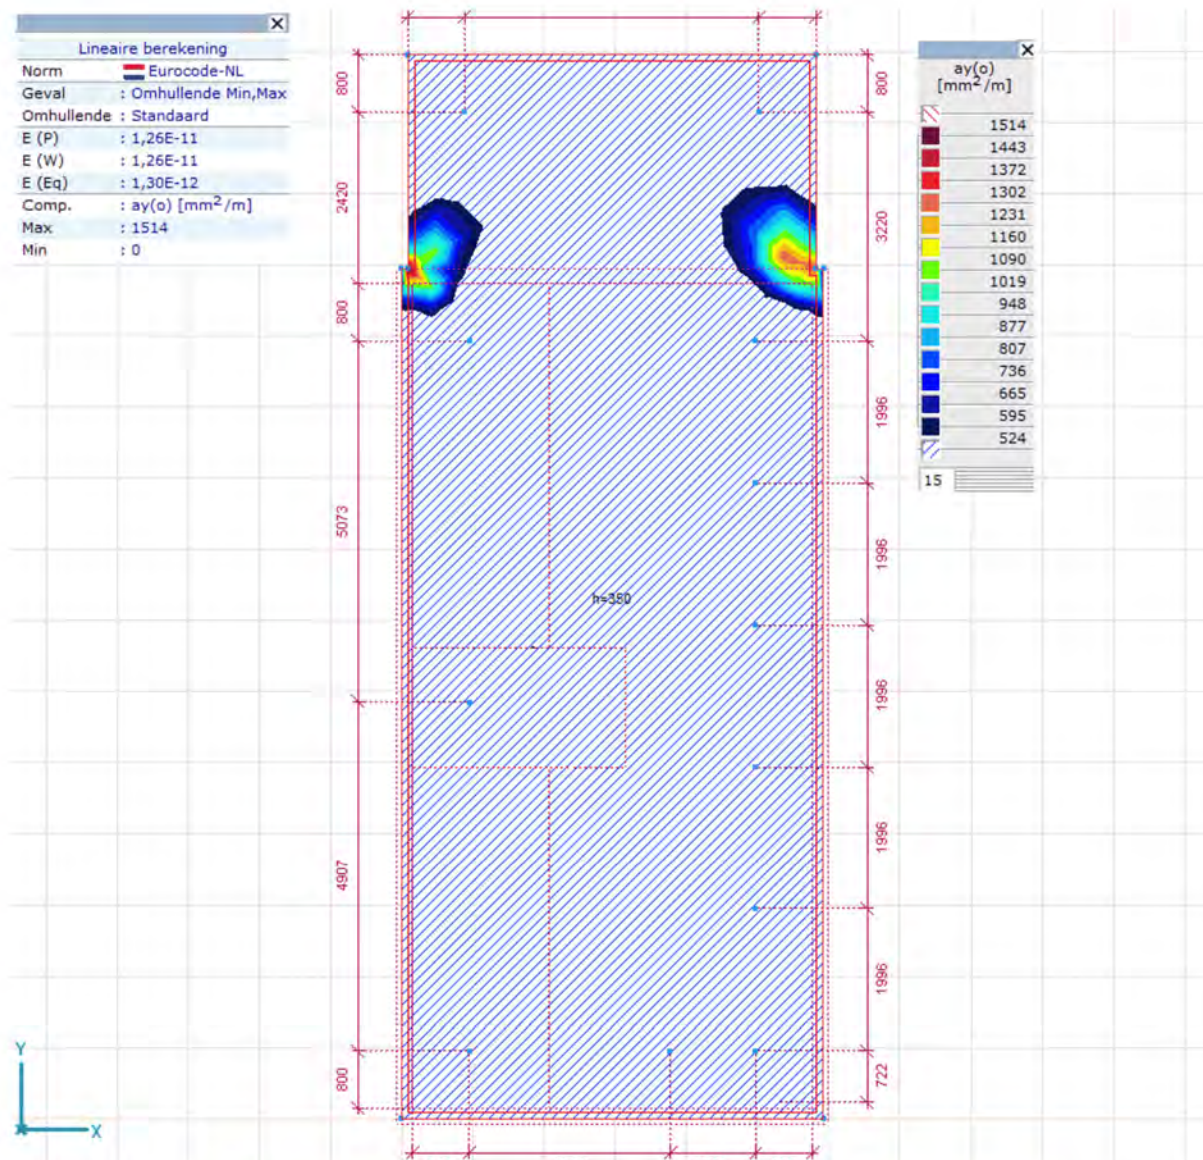 Lineaire berekening
Norm Eurocode-NL
Geval : Omhullende Min,Max
Omhullende : Standaard
E (P) : 1,26E-11
E (W) : 1,26E-11
E (Eq) : 1,30E-12
Comp. : ay(o) [mm²/m]
Max : 1514
Min : 0
ay(o)
[mm²/m]
1514
1443
1372
1302
1231
1160
1090
1019
948
877
807
736
665
595
524
15
800
2420
800
5073
4907
800
800
3220
1996
1996
1996
1996
1996
722
h=350
Y
X